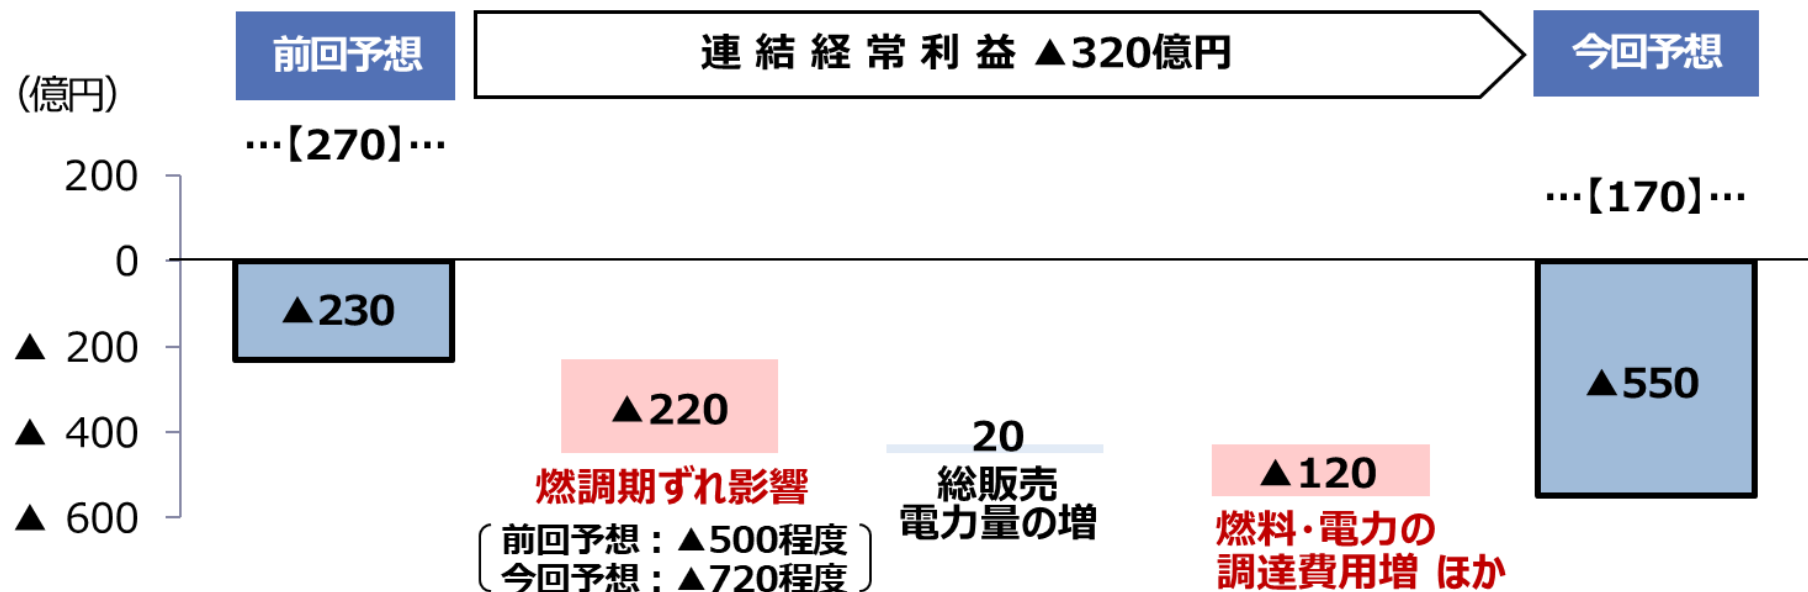 前回予想
連結経常利益 ▲320億円
今回予想
(億円)
…【270】…
…【170】…
200
0
▲ 200
▲ 400
▲ 600
▲230
▲220
燃調期ずれ影響
前回予想：▲500程度
今回予想：▲720程度
20
総販売
電力量の増
▲120
燃料・電力の
調達費用増 ほか
▲550